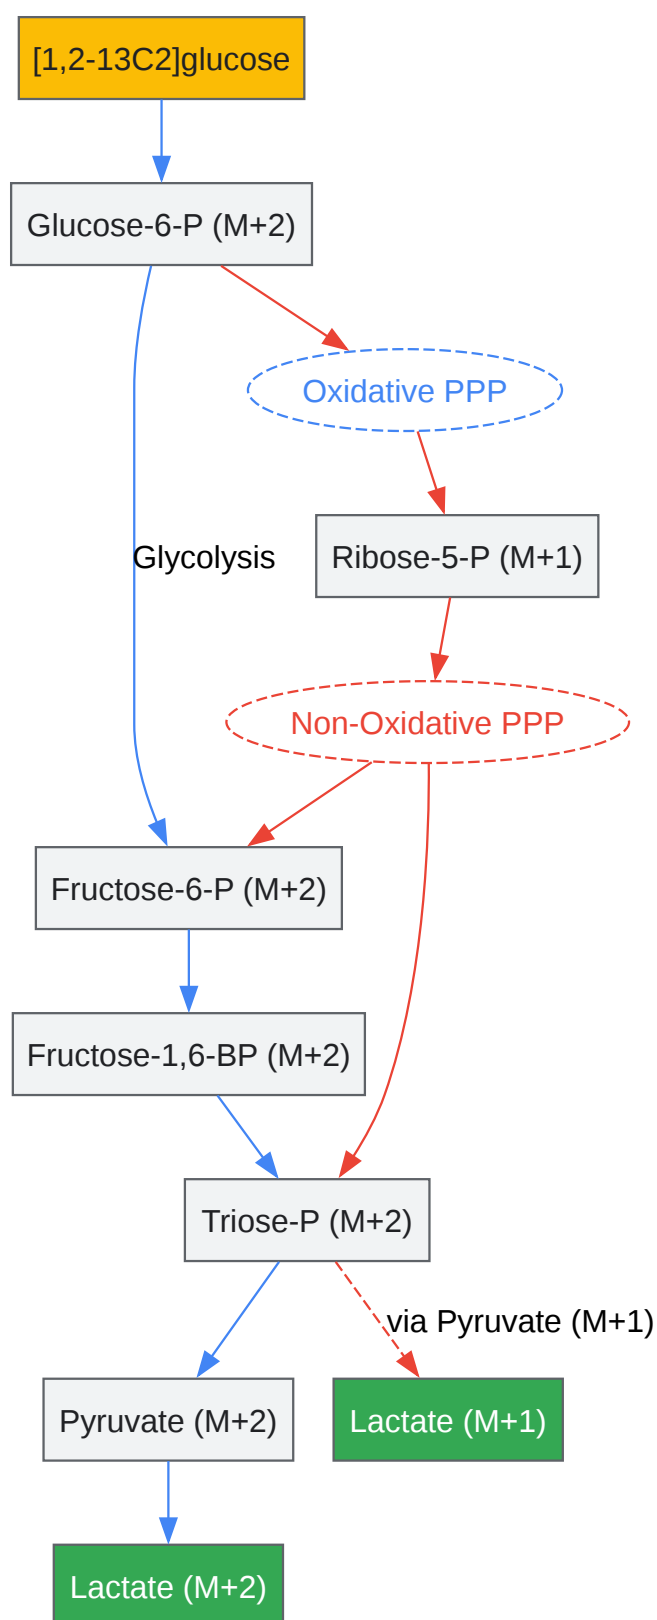 [1,2-13C2]glucose
Glucose-6-P (M+2)
Oxidative PPP
Glycolysis
Ribose-5-P (M+1)
Non-Oxidative PPP
Fructose-6-P (M+2)
Fructose-1,6-BP (M+2)
Triose-P (M+2)
via Pyruvate (M+1)
Pyruvate (M+2)
Lactate (M+1)
Lactate (M+2)